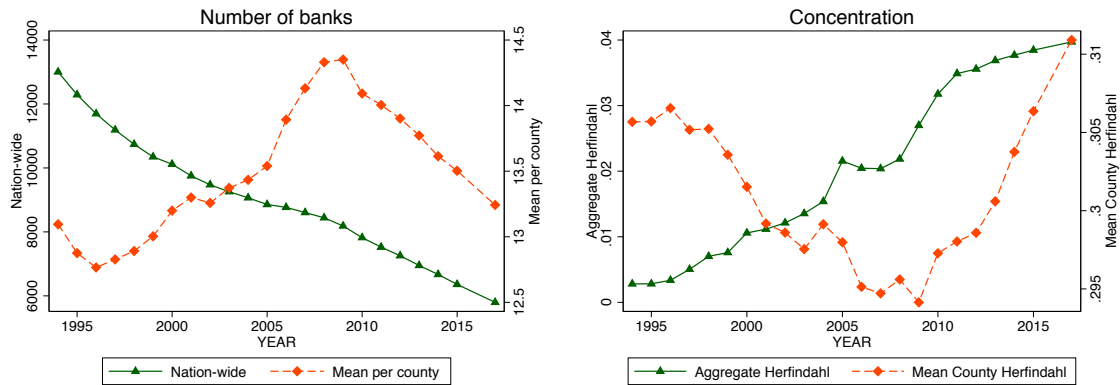 Number of banks
Nation-wide
14000
12000
10000
8000
6000
14.5
14
13.5
13
12.5
Mean per county
1995
2000
2005
2010
2015
YEAR
Nation-wide
Mean per county
Concentration
Aggregate Herfindahl
.04
.03
.02
.01
0
.31
.305
.3
.295
Mean County Herfindahl
1995
2000
2005
2010
2015
YEAR
Aggregate Herfindahl
Mean County Herfindahl